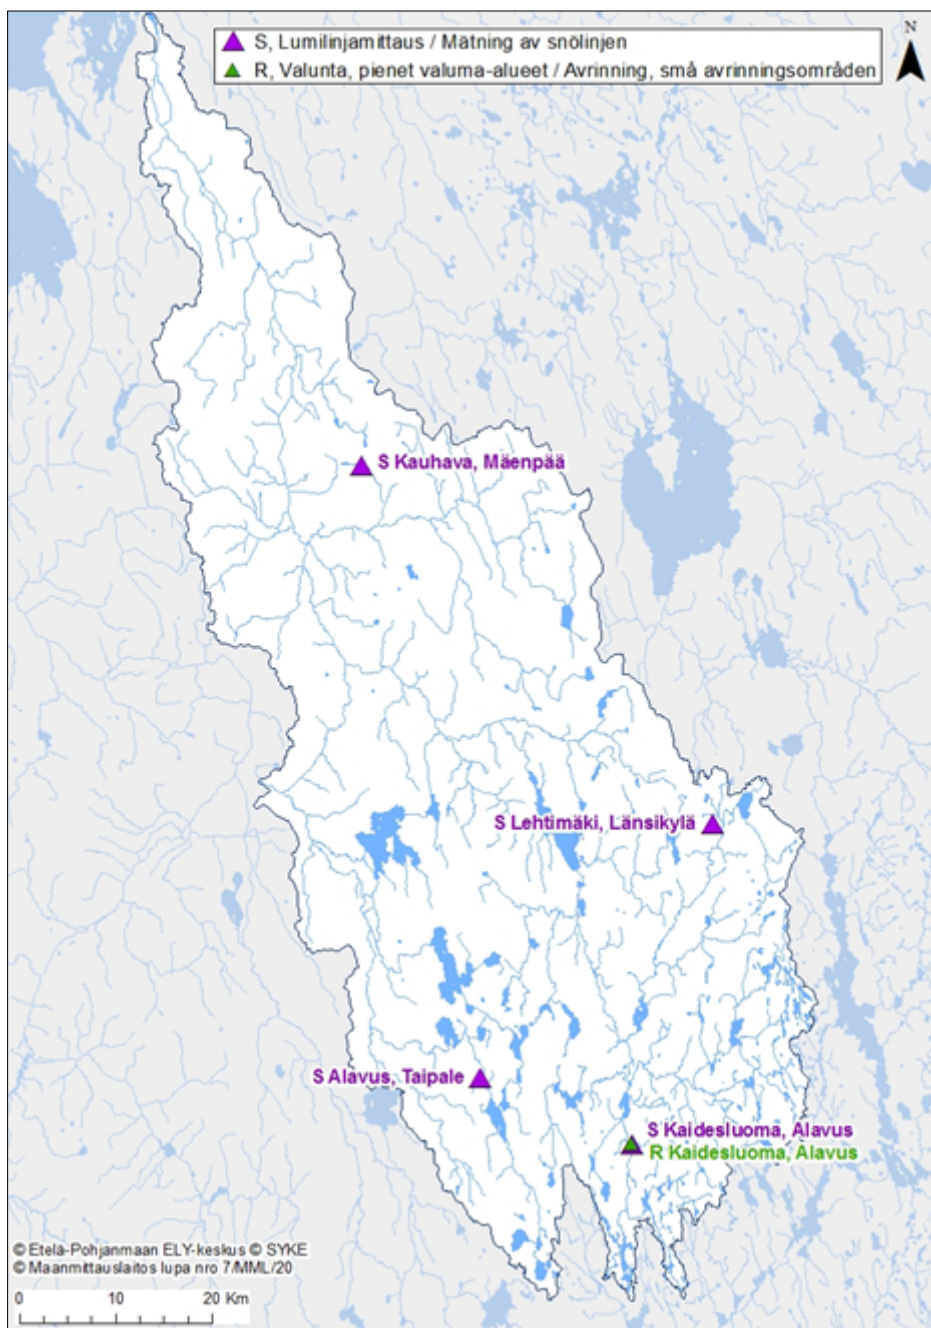 N
S, Lumilinjamittaus / Mätning av snölinjen
R, Valunta, pienet valuma-alueet / Avrinning, små avrinningsområden
S Kauhava, Mäenpää
S Lehtimäki, Länsikylä
S Alavus, Taipale
S Kaidesluoma, Alavus
R Kaidesluoma, Alavus
© Etelä-Pohjanmaan ELY-keskus © SYKE
© Maanmittauslaitos lupa nro 7/MML/20
0 10 20 Km